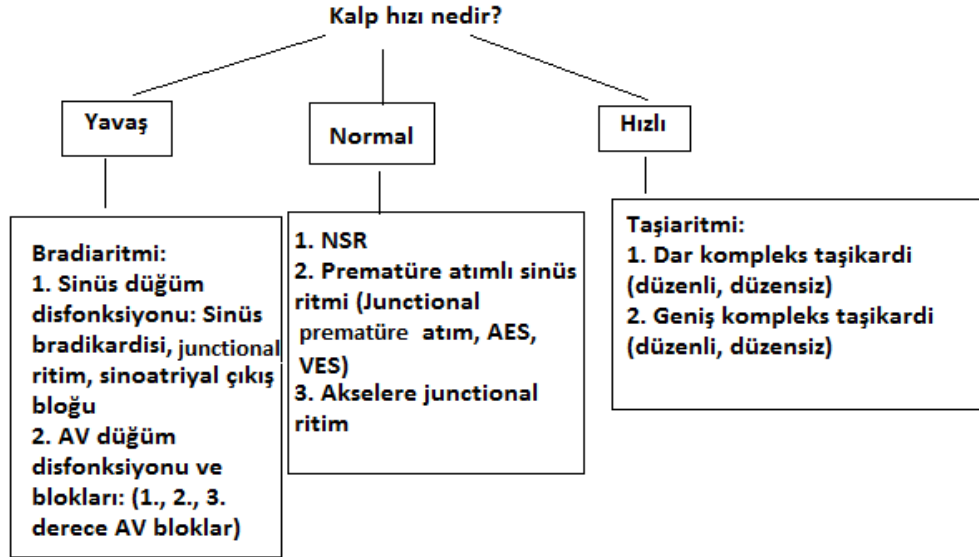 Kalp hızı nedir?
Yavaş
Normal
Hızlı
Bradiaritmi:
1. Sinüs düğüm
disfonksiyonu: Sinüs
bradikardisi, junctional
ritim, sinoatriyal çıkış
bloğu
2. AV düğüm
disfonksiyonu ve
blokları: (1., 2., 3.
derece AV bloklar)
1. NSR
2. Prematüre atımlı sinüs
ritmi (Junctional
prematüre atım, AES,
VES)
3. Akselere junctional
ritim
Taşiaritmi:
1. Dar kompleks taşikardi
(düzenli, düzensiz)
2. Geniş kompleks taşikardi
(düzenli, düzensiz)